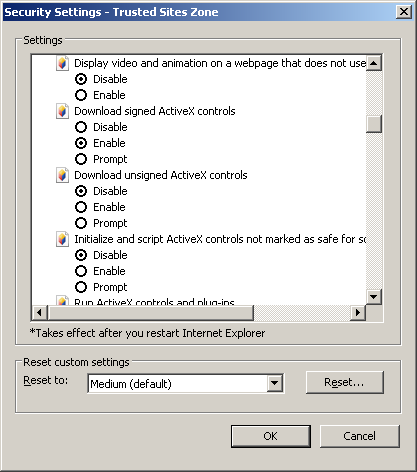 Security Settings - Trusted Sites Zone
Settings
Display video and animation on a webpage that does not use
Disable
Enable
Download signed ActiveX controls
Disable
Enable
Prompt
Download unsigned ActiveX controls
Disable
Enable
Prompt
Initialize and script ActiveX controls not marked as safe for sc
Disable
Enable
Prompt
Run ActiveX controls and plug-ins
*Takes effect after you restart Internet Explorer
Reset custom settings
Reset to: Medium (default) Reset...
OK Cancel